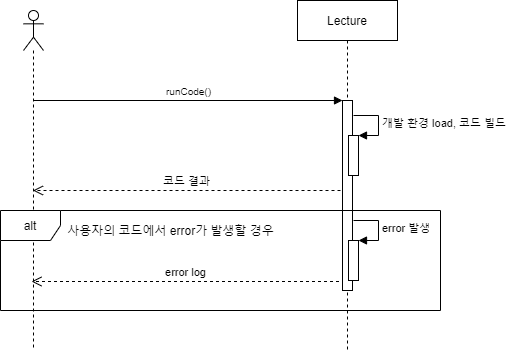 Lecture
runCode()
개발 환경 load, 코드 빌드
코드 결과
alt
사용자의 코드에서 error가 발생할 경우
error 발생
error log